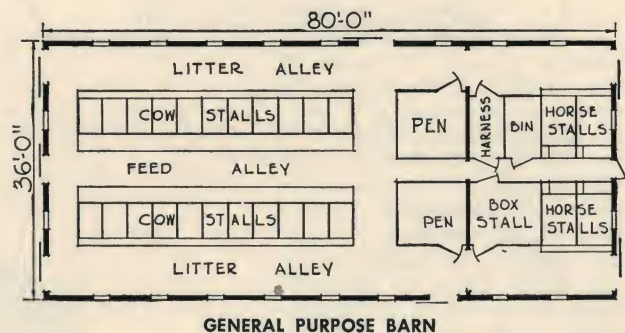 80'-0"
36'-0"
LITTER ALLEY
COW STALLS
FEED ALLEY
COW STALLS
LITTER ALLEY
PEN
HARNESS
BIN
HORSE
STALLS
PEN
BOX
STALL
HORSE
STALLS
GENERAL PURPOSE BARN